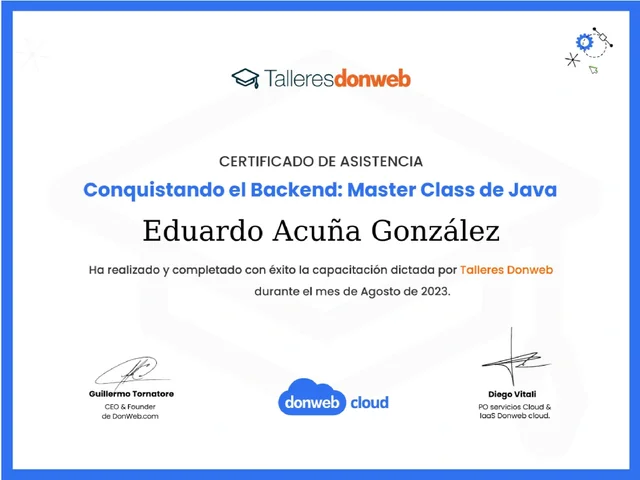 Talleresdonweb
CERTIFICADO DE ASISTENCIA
Conquistando el Backend: Master Class de Java
Eduardo Acuña González
Ha realizado y completado con éxito la capacitación dictada por Talleres Donweb
durante el mes de Agosto de 2023.
Guillermo Tornatore
CEO & Founder
de DonWeb.com
donweb cloud
Diego Vitali
PO servicios Cloud &
IaaS Donweb cloud.